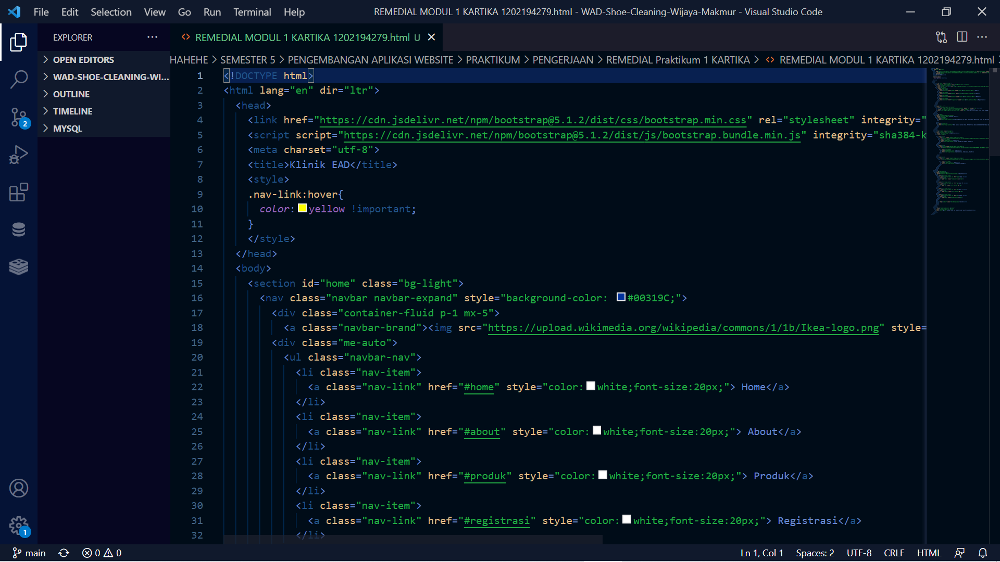 File Edit Selection View Go Run Terminal Help
REMEDIAL MODUL 1 KARTIKA 1202194279.html - WAD-Shoe-Cleaning-Wijaya-Makmur - Visual Studio Code
EXPLORER
REMEDIAL MODUL 1 KARTIKA 1202194279.html U
OPEN EDITORS
WAD-SHOE-CLEANING-WI...
OUTLINE
TIMELINE
MYSQL
2
1
HAHEHE > SEMESTER 5 > PENGEMBANGAN APLIKASI WEBSITE > PRAKTIKUM > PENGERJAAN > REMEDIAL Praktikum 1 KARTIKA > REMEDIAL MODUL 1 KARTIKA 1202194279.html
1 <!DOCTYPE html>
2 <html lang="en" dir="ltr">
3 <head>
4 <link href="https://cdn.jsdelivr.net/npm/bootstrap@5.1.2/dist/css/bootstrap.min.css" rel="stylesheet" integrity="
5 <script script="https://cdn.jsdelivr.net/npm/bootstrap@5.1.2/dist/js/bootstrap.bundle.min.js" integrity="sha384-k
6 <meta charset="utf-8">
7 <title>Klinik EAD</title>
8 <style>
9 .nav-link:hover{
10 color: yellow !important;
11 }
12 </style>
13 </head>
14 <body>
15 <section id="home" class="bg-light">
16 <nav class="navbar navbar-expand" style="background-color: #00319C;">
17 <div class="container-fluid p-1 mx-5">
18 <a class="navbar-brand"><img src="https://upload.wikimedia.org/wikipedia/commons/1/1b/Ikea-logo.png" style=
19 <div class="me-auto">
20 <ul class="navbar-nav">
21 <li class="nav-item">
22 <a class="nav-link" href="#home" style="color: white;font-size:20px;"> Home</a>
23 </li>
24 <li class="nav-item">
25 <a class="nav-link" href="#about" style="color: white;font-size:20px;"> About</a>
26 </li>
27 <li class="nav-item">
28 <a class="nav-link" href="#produk" style="color: white;font-size:20px;"> Produk</a>
29 </li>
30 <li class="nav-item">
31 <a class="nav-link" href="#registrasi" style="color: white;font-size:20px;"> Registrasi</a>
32 </li>
main 0 0
Ln 1, Col 1 Spaces: 2 UTF-8 CRLF HTML